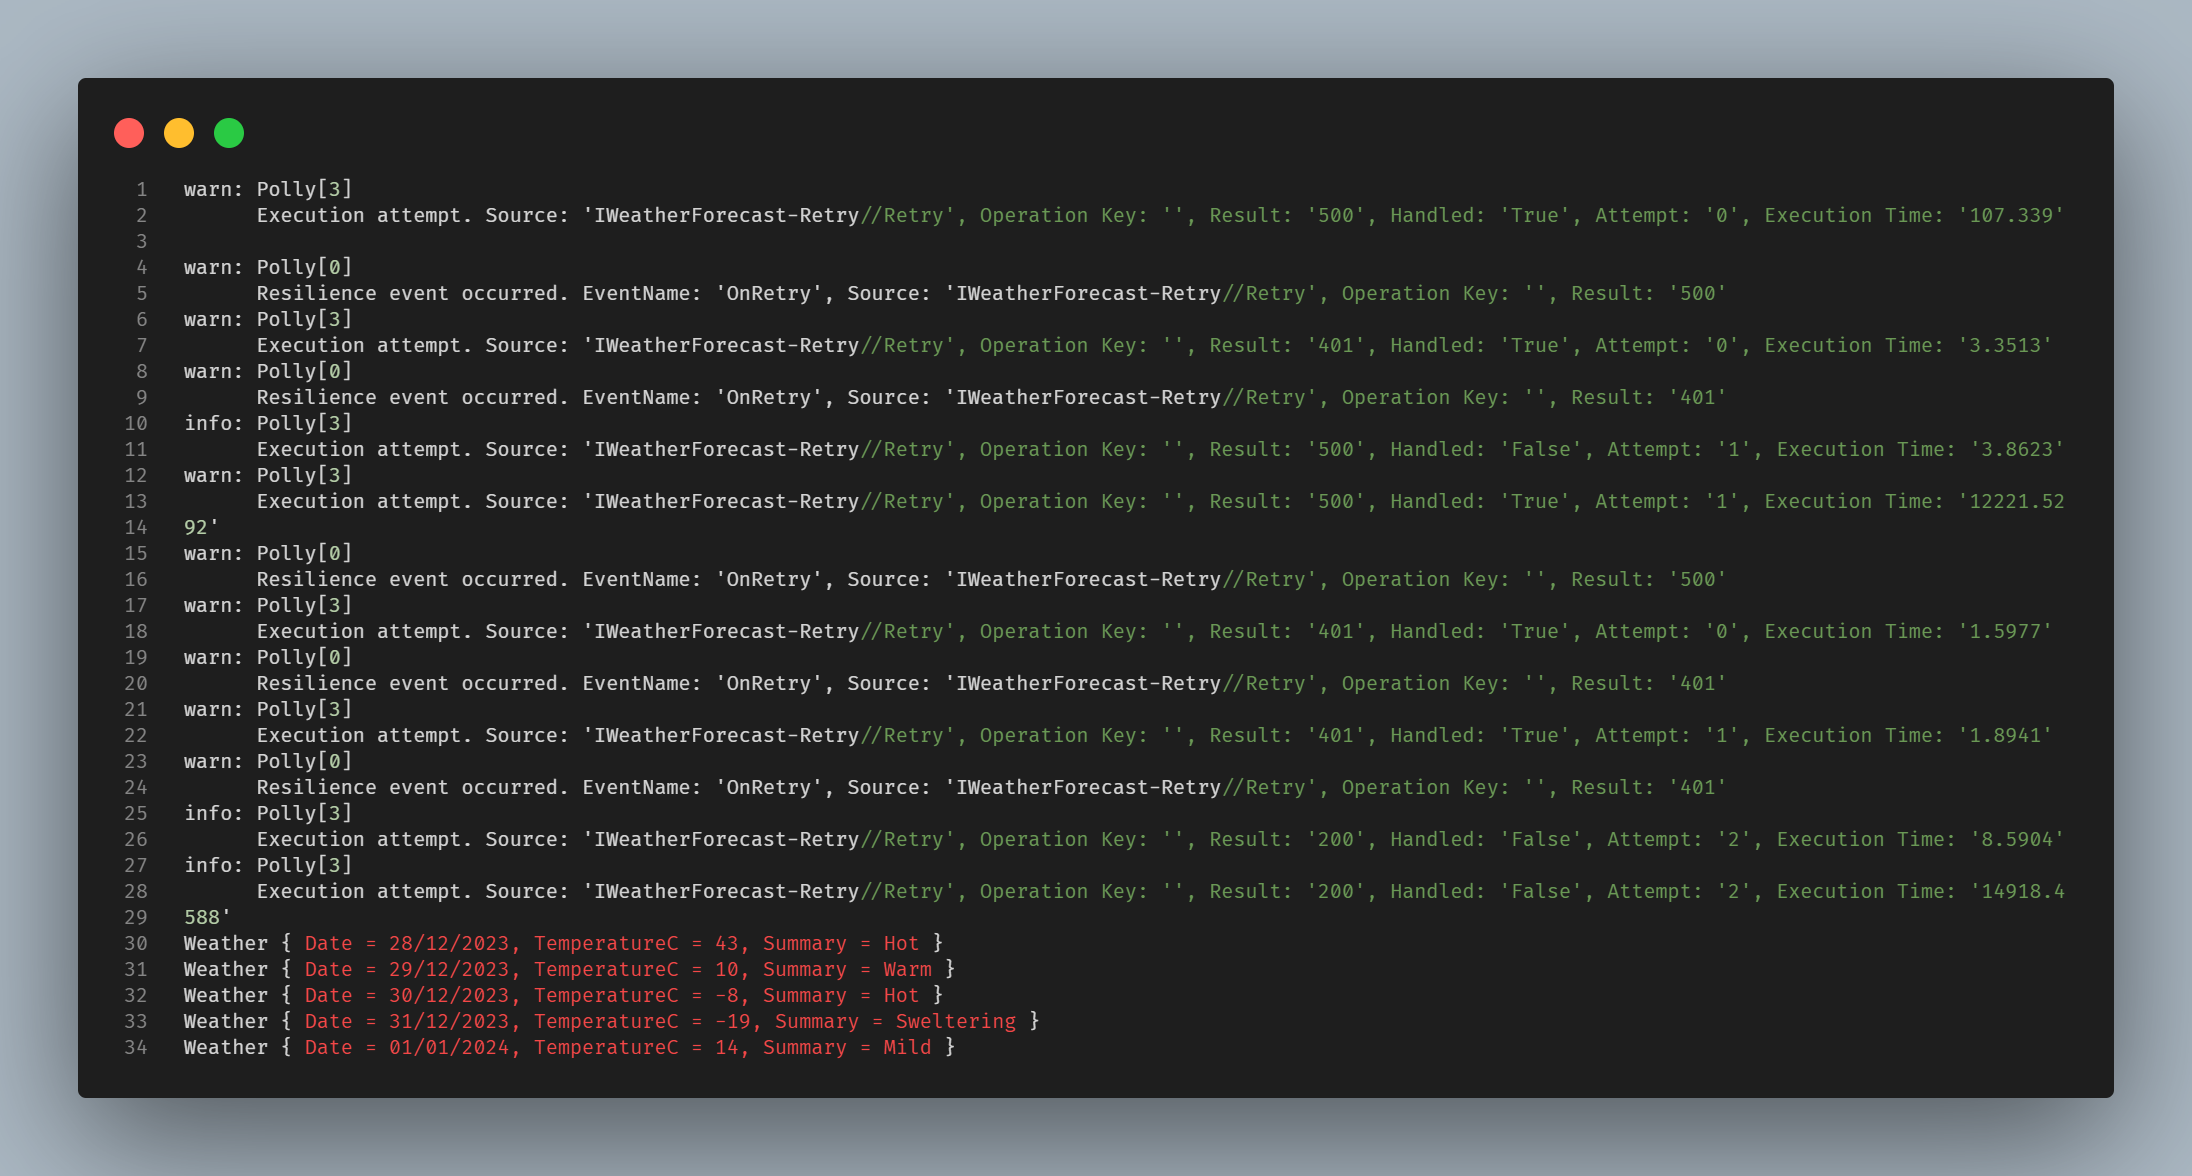 1 warn: Polly[3]
2 Execution attempt. Source: 'IWeatherForecast-Retry//Retry', Operation Key: '', Result: '500', Handled: 'True', Attempt: '0', Execution Time: '107.339'
3
4 warn: Polly[0]
5 Resilience event occurred. EventName: 'OnRetry', Source: 'IWeatherForecast-Retry//Retry', Operation Key: '', Result: '500'
6 warn: Polly[3]
7 Execution attempt. Source: 'IWeatherForecast-Retry//Retry', Operation Key: '', Result: '401', Handled: 'True', Attempt: '0', Execution Time: '3.3513'
8 warn: Polly[0]
9 Resilience event occurred. EventName: 'OnRetry', Source: 'IWeatherForecast-Retry//Retry', Operation Key: '', Result: '401'
10 info: Polly[3]
11 Execution attempt. Source: 'IWeatherForecast-Retry//Retry', Operation Key: '', Result: '500', Handled: 'False', Attempt: '1', Execution Time: '3.8623'
12 warn: Polly[3]
13 Execution attempt. Source: 'IWeatherForecast-Retry//Retry', Operation Key: '', Result: '500', Handled: 'True', Attempt: '1', Execution Time: '12221.52
14 92'
15 warn: Polly[0]
16 Resilience event occurred. EventName: 'OnRetry', Source: 'IWeatherForecast-Retry//Retry', Operation Key: '', Result: '500'
17 warn: Polly[3]
18 Execution attempt. Source: 'IWeatherForecast-Retry//Retry', Operation Key: '', Result: '401', Handled: 'True', Attempt: '0', Execution Time: '1.5977'
19 warn: Polly[0]
20 Resilience event occurred. EventName: 'OnRetry', Source: 'IWeatherForecast-Retry//Retry', Operation Key: '', Result: '401'
21 warn: Polly[3]
22 Execution attempt. Source: 'IWeatherForecast-Retry//Retry', Operation Key: '', Result: '401', Handled: 'True', Attempt: '1', Execution Time: '1.8941'
23 warn: Polly[0]
24 Resilience event occurred. EventName: 'OnRetry', Source: 'IWeatherForecast-Retry//Retry', Operation Key: '', Result: '401'
25 info: Polly[3]
26 Execution attempt. Source: 'IWeatherForecast-Retry//Retry', Operation Key: '', Result: '200', Handled: 'False', Attempt: '2', Execution Time: '8.5904'
27 info: Polly[3]
28 Execution attempt. Source: 'IWeatherForecast-Retry//Retry', Operation Key: '', Result: '200', Handled: 'False', Attempt: '2', Execution Time: '14918.4
29 588'
30 Weather { Date = 28/12/2023, TemperatureC = 43, Summary = Hot }
31 Weather { Date = 29/12/2023, TemperatureC = 10, Summary = Warm }
32 Weather { Date = 30/12/2023, TemperatureC = -8, Summary = Hot }
33 Weather { Date = 31/12/2023, TemperatureC = -19, Summary = Sweltering }
34 Weather { Date = 01/01/2024, TemperatureC = 14, Summary = Mild }